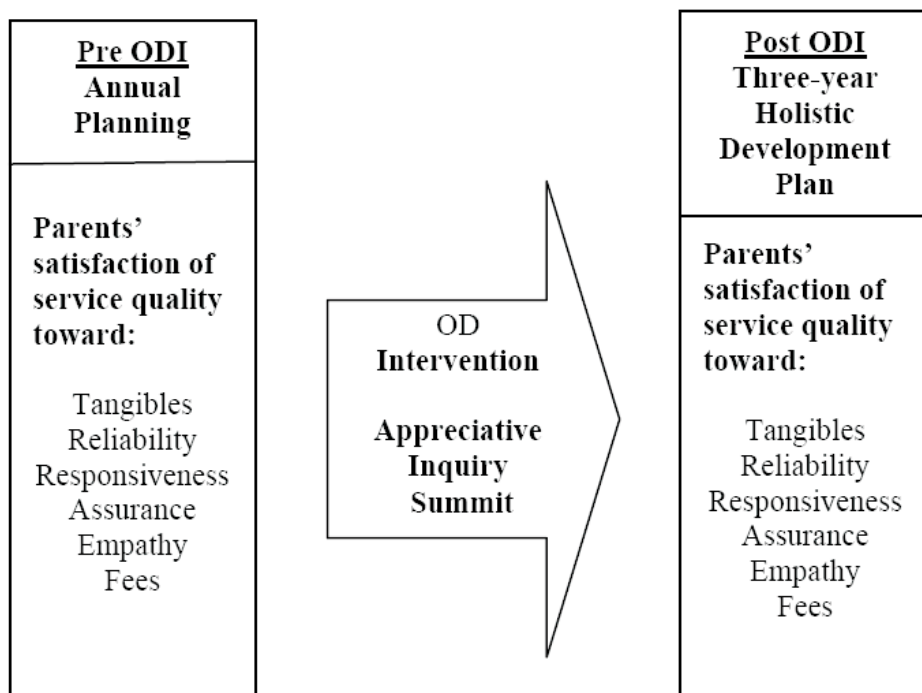 Pre ODI
Annual
Planning
Parents’
satisfaction of
service quality
toward:
Tangibles
Reliability
Responsiveness
Assurance
Empathy
Fees
OD
Intervention
Appreciative
Inquiry
Summit
Post ODI
Three-year
Holistic
Development
Plan
Parents’
satisfaction of
service quality
toward:
Tangibles
Reliability
Responsiveness
Assurance
Empathy
Fees